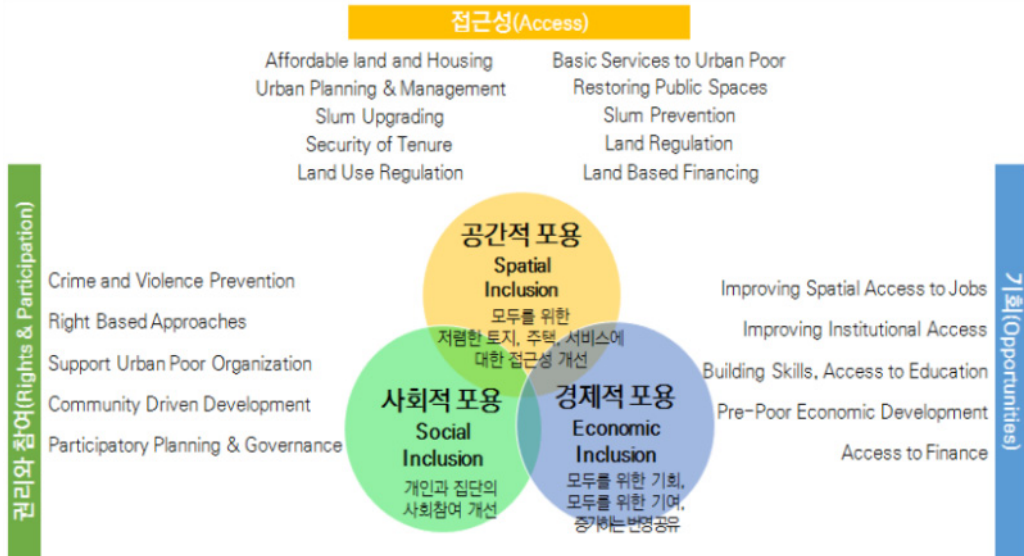 접근성(Access)
Affordable land and Housing
Urban Planning & Management
Slum Upgrading
Security of Tenure
Land Use Regulation
Basic Services to Urban Poor
Restoring Public Spaces
Slum Prevention
Land Regulation
Land Based Financing
권리와 참여(Rights & Participation)
Crime and Violence Prevention
Right Based Approaches
Support Urban Poor Organization
Community Driven Development
Participatory Planning & Governance
공간적 포용
Spatial
Inclusion
모두를 위한
저렴한 토지, 주택, 서비스에
대한 접근성 개선
사회적 포용
Social
Inclusion
개인과 집단의
사회참여 개선
경제적 포용
Economic
Inclusion
모두를 위한 기회,
모두를 위한 기여,
증가하는 번영공유
Improving Spatial Access to Jobs
Improving Institutional Access
Building Skills, Access to Education
Pre-Poor Economic Development
Access to Finance
기회(Opportunities)